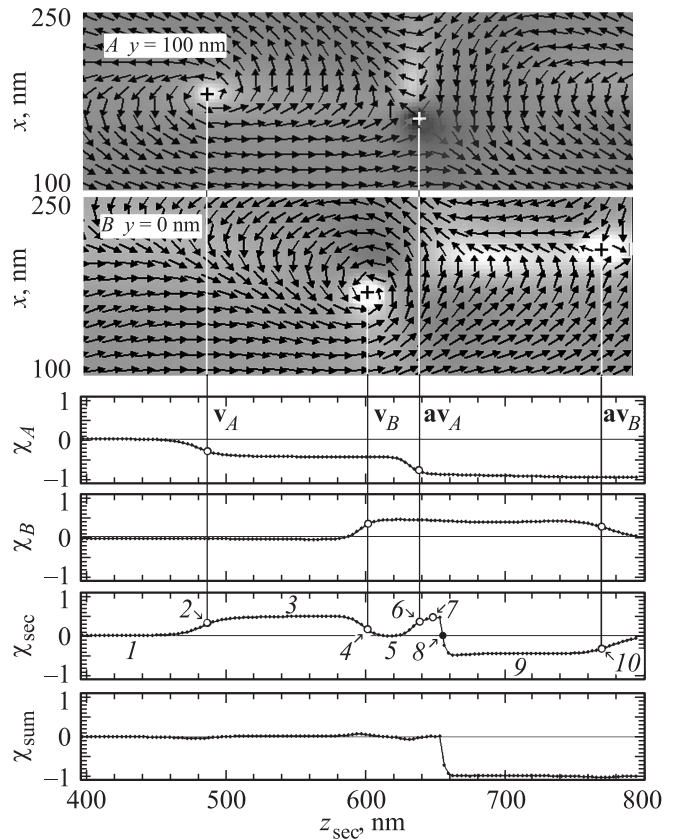 250
A y = 100 nm
x, nm
100
250
B y = 0 nm
x, nm
100
1
v_A
v_B
av_A
av_B
χ_A
0
−1
1
χ_B
0
−1
1
χ_sec
0
−1
1
2
3
4
5
6
7
8
9
10
1
χ_sum
0
−1
400
500
600
700
800
z_sec, nm